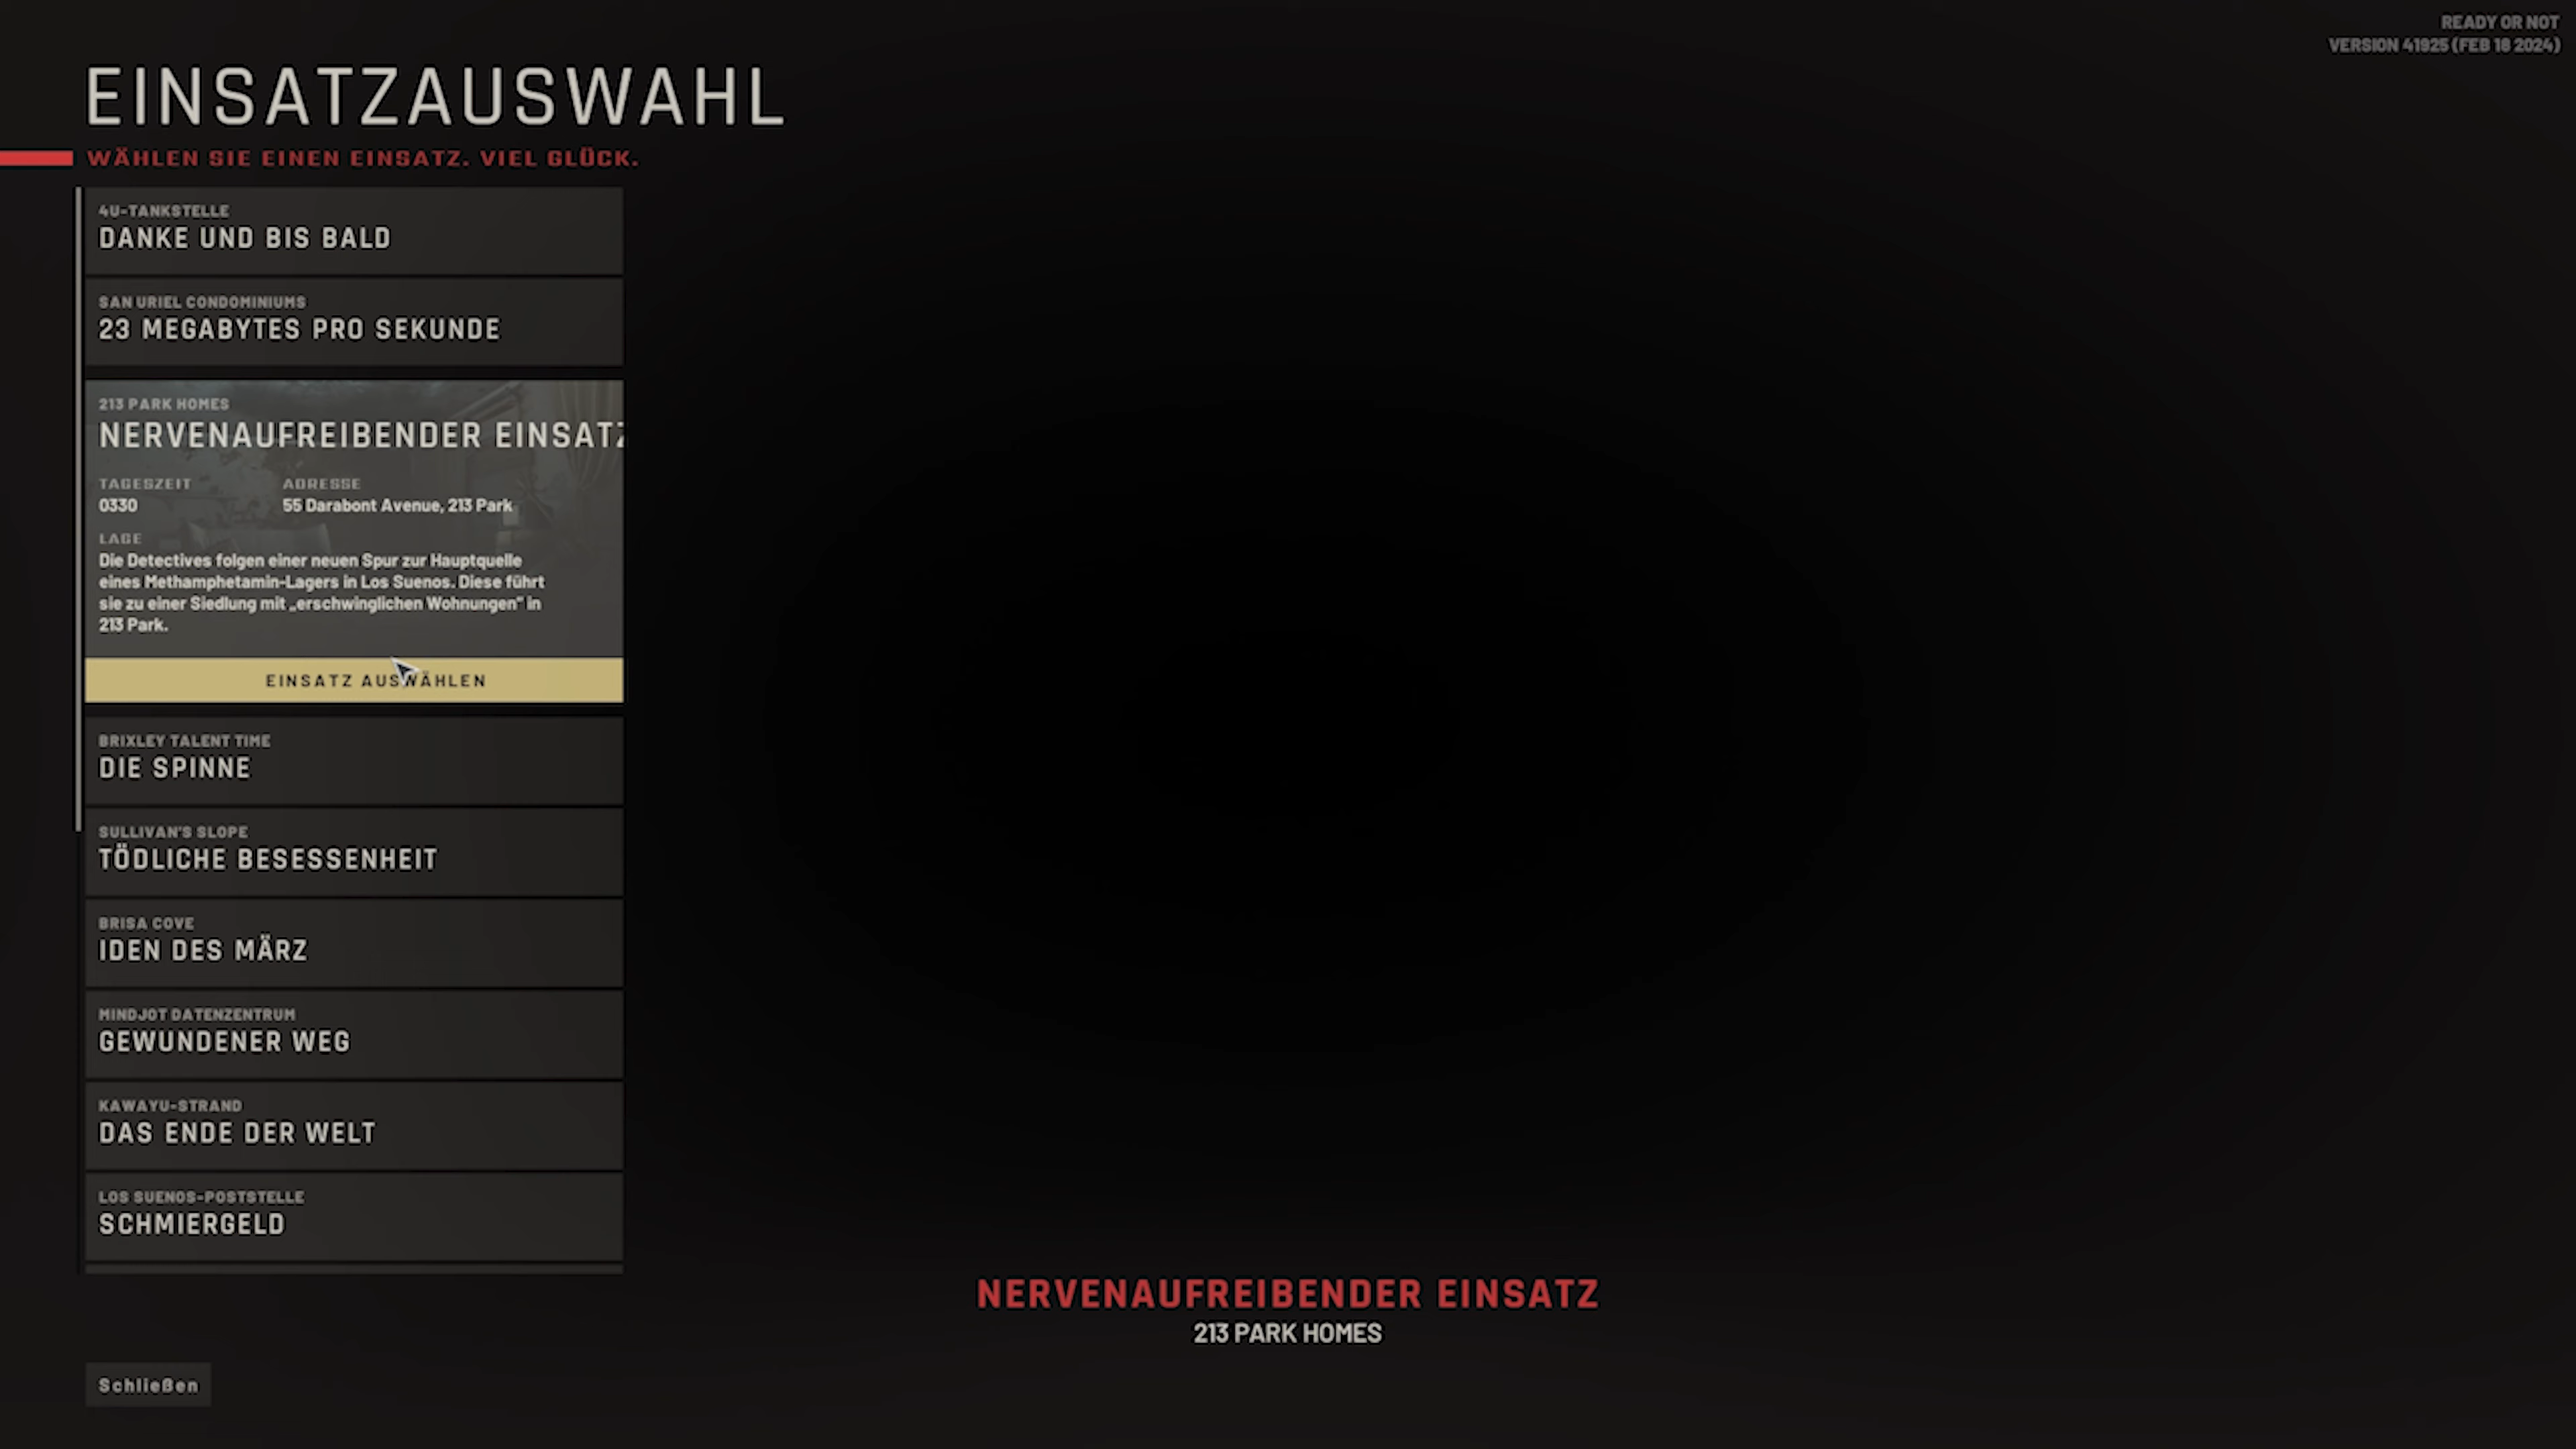 READY OR NOT
VERSION 41925 (FEB 18 2024)
EINSATZAUSWAHL
WÄHLEN SIE EINEN EINSATZ. VIEL GLÜCK.
4U-TANKSTELLE
DANKE UND BIS BALD
SAN URIEL CONDOMINIUMS
23 MEGABYTES PRO SEKUNDE
213 PARK HOMES
NERVENAUFREIBENDER EINSATZ
TAGESZEIT ADRESSE
0330 55 Darabont Avenue, 213 Park
LAGE
Die Detectives folgen einer neuen Spur zur Hauptquelle
eines Methamphetamin-Lagers in Los Suenos. Diese führt
sie zu einer Siedlung mit „erschwinglichen Wohnungen“ in
213 Park.
EINSATZ AUSWÄHLEN
BRIXLEY TALENT TIME
DIE SPINNE
SULLIVAN'S SLOPE
TÖDLICHE BESESSENHEIT
BRISA COVE
IDEN DES MÄRZ
MINDJOT DATENZENTRUM
GEWUNDENER WEG
KAWAYU-STRAND
DAS ENDE DER WELT
LOS SUENOS-POSTSTELLE
SCHMIERGELD
NERVENAUFREIBENDER EINSATZ
213 PARK HOMES
Schließen